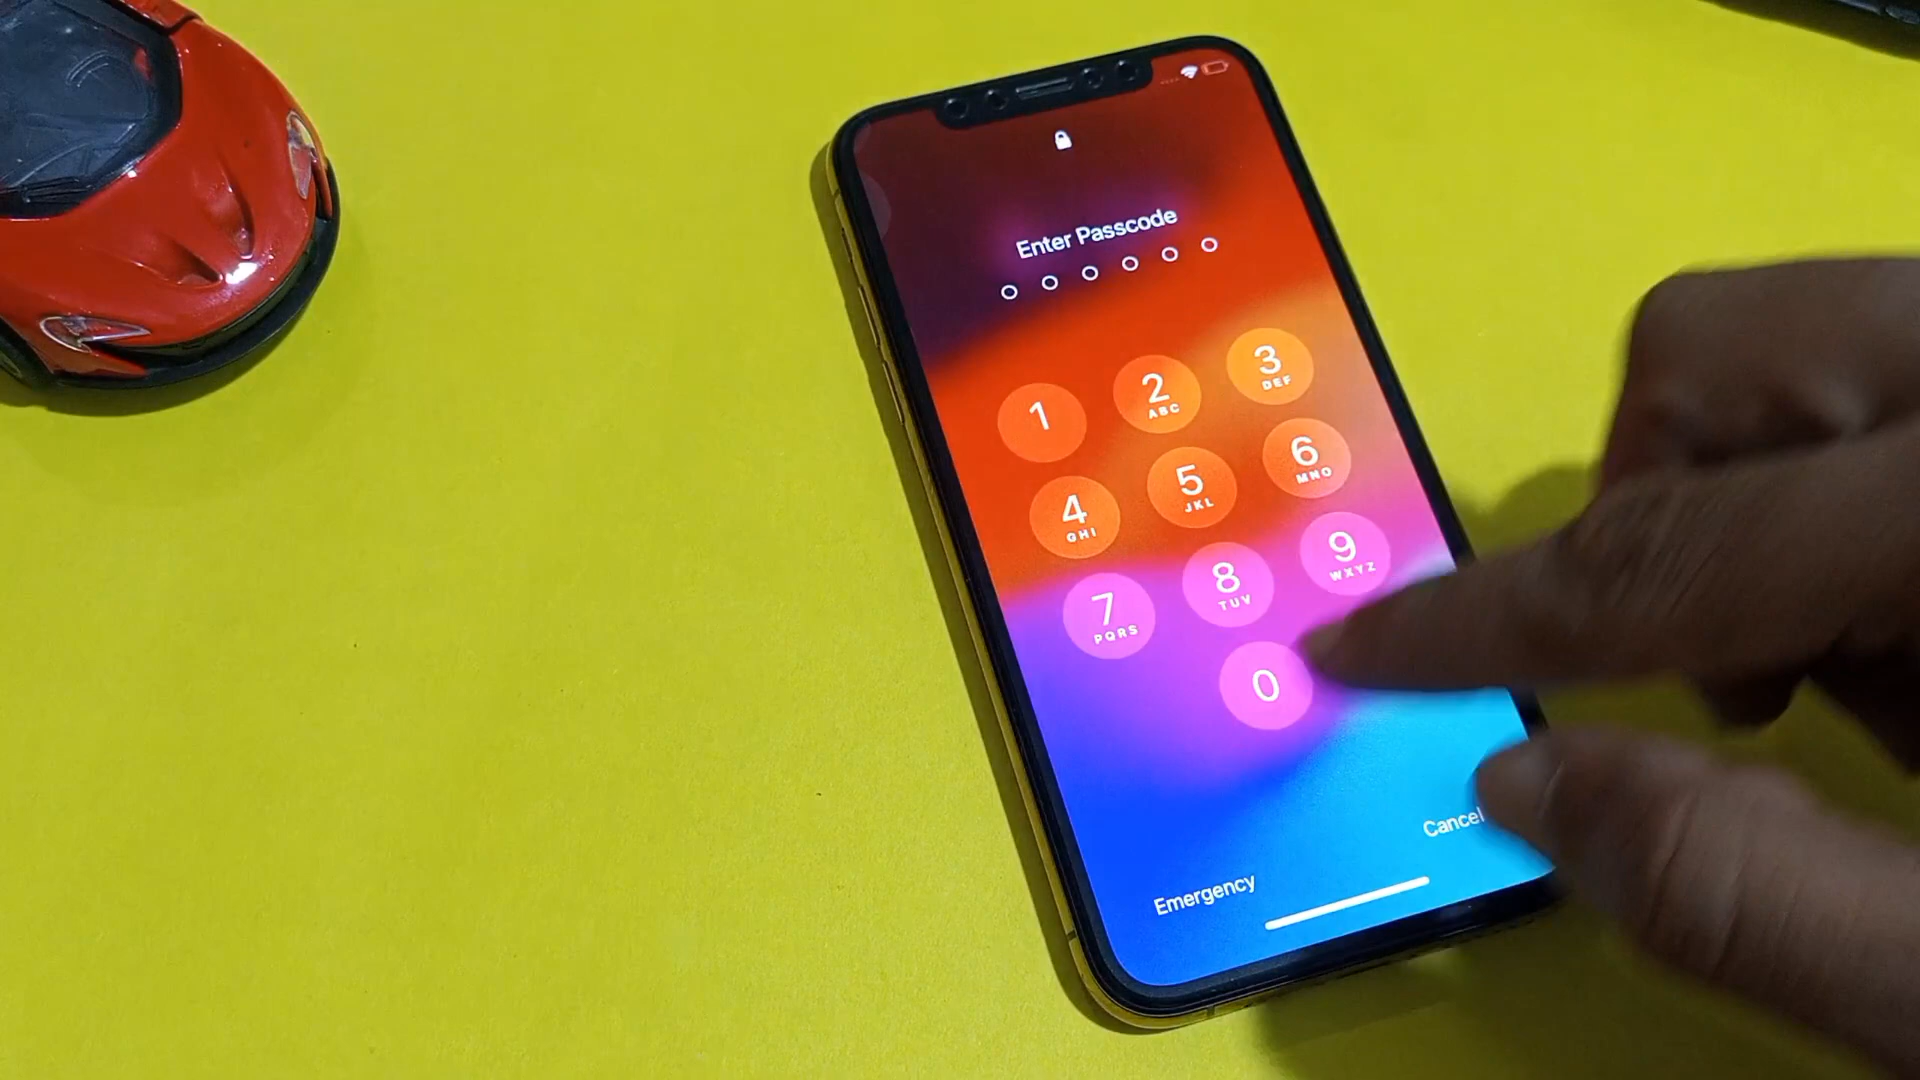 Enter Passcode
1
2
ABC
3
DEF
4
GHI
5
JKL
6
MNO
7
PQRS
8
TUV
9
WXYZ
0
Emergency
Cancel